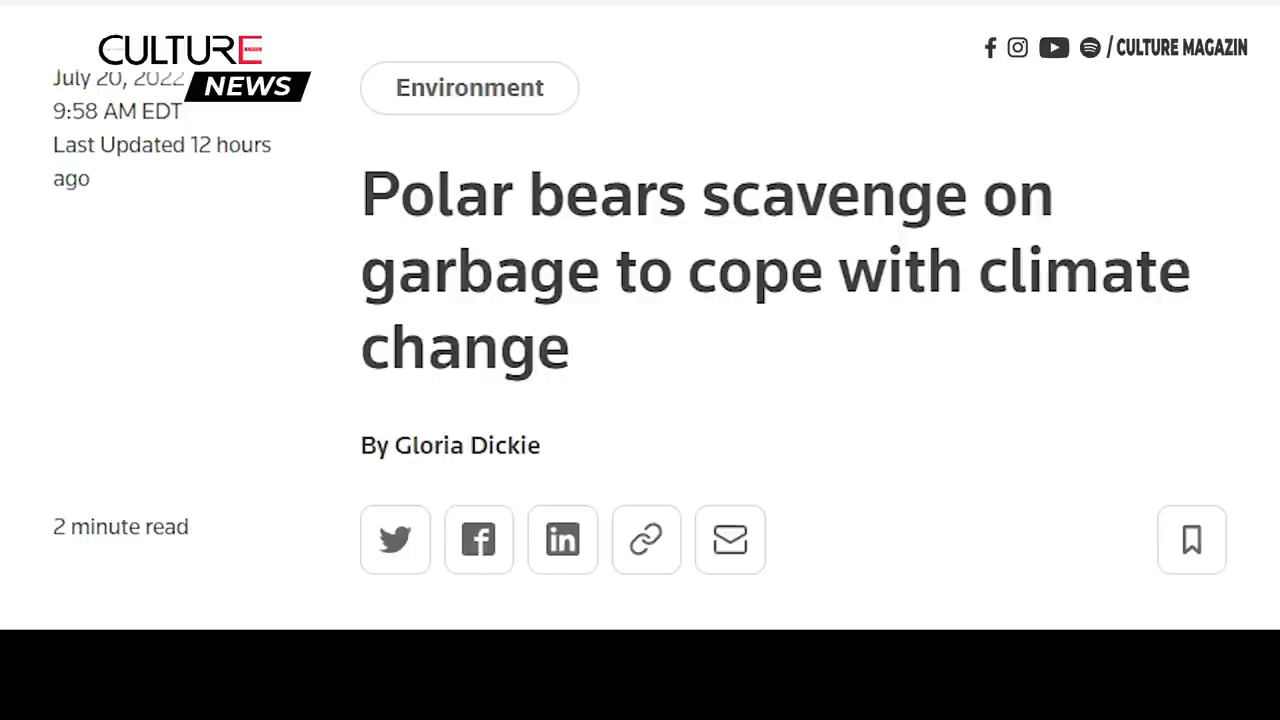 CULTURE
NEWS
/ CULTURE MAGAZIN
July 20, 2022
9:58 AM EDT
Last Updated 12 hours
ago
Environment
Polar bears scavenge on
garbage to cope with climate
change
By Gloria Dickie
2 minute read